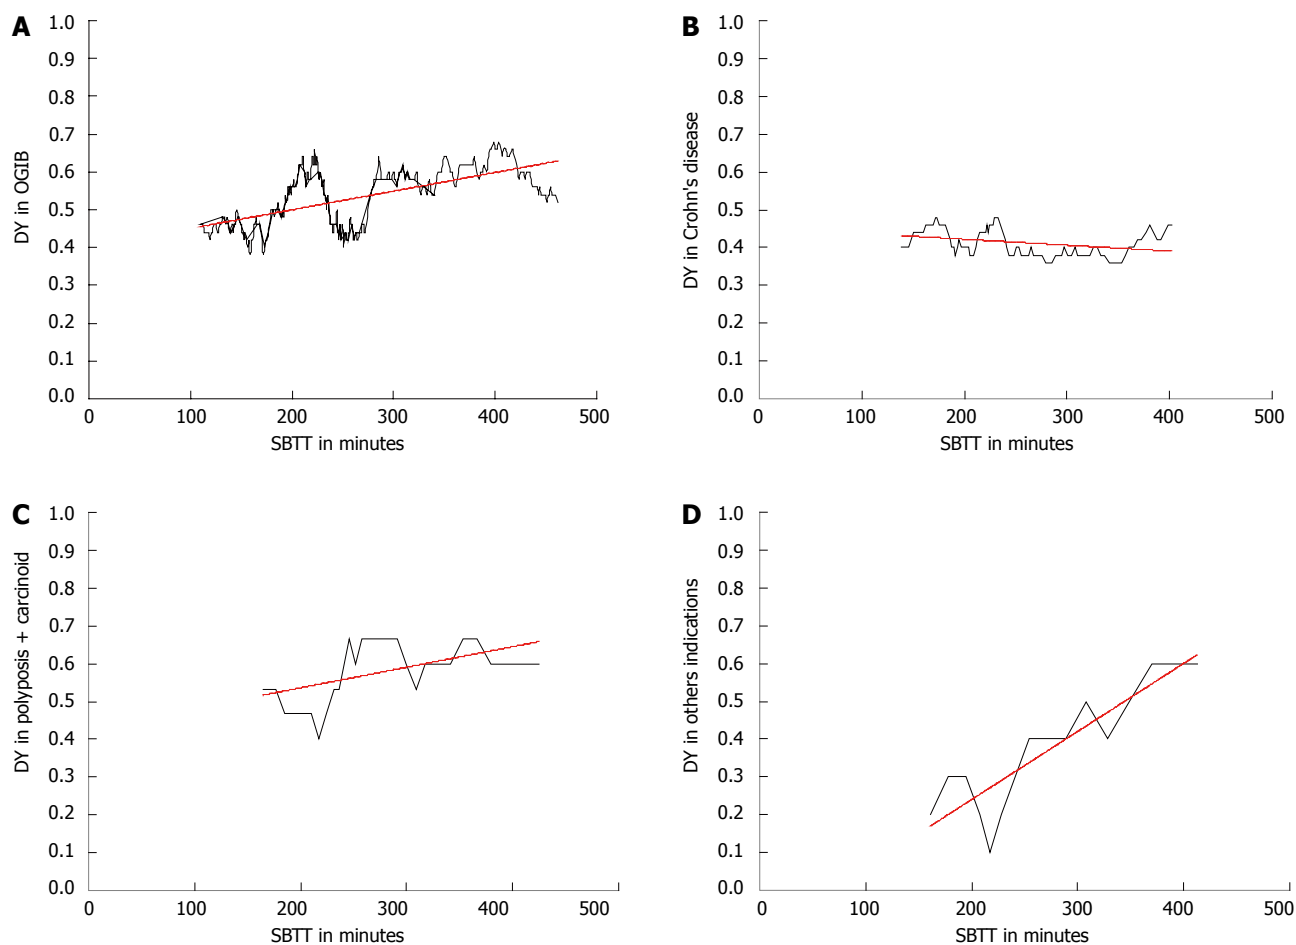 A
1.0
0.9
0.8
0.7
0.6
0.5
0.4
0.3
0.2
0.1
0.0
DY in OGIB
0 100 200 300 400 500
SBTT in minutes
B
1.0
0.9
0.8
0.7
0.6
0.5
0.4
0.3
0.2
0.1
0.0
DY in Crohn's disease
0 100 200 300 400 500
SBTT in minutes
C
1.0
0.9
0.8
0.7
0.6
0.5
0.4
0.3
0.2
0.1
0.0
DY in polyposis + carcinoid
0 100 200 300 400 500
SBTT in minutes
D
1.0
0.9
0.8
0.7
0.6
0.5
0.4
0.3
0.2
0.1
0.0
DY in others indications
0 100 200 300 400 500
SBTT in minutes